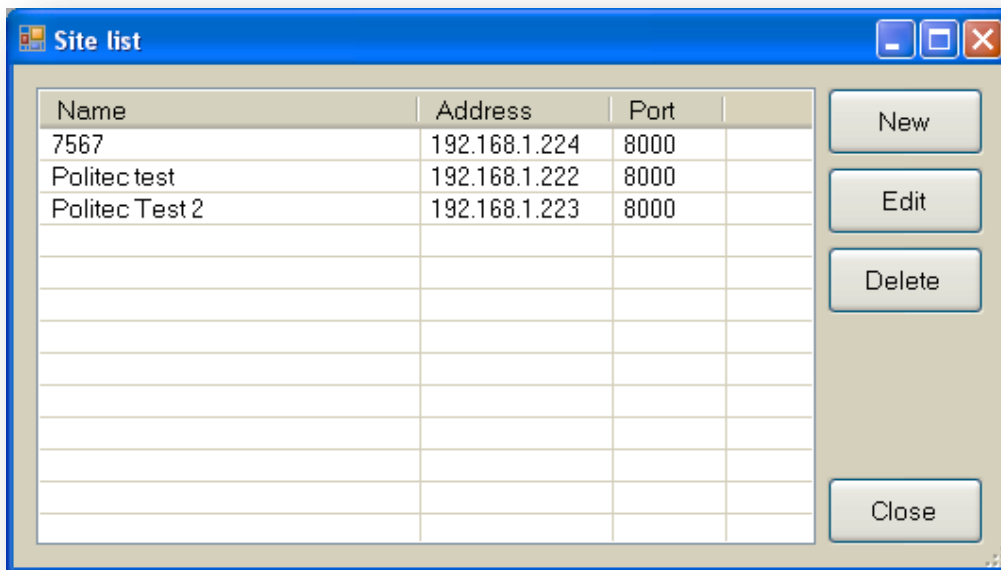 Site list
Name Address Port
7567 192.168.1.224 8000
Politec test 192.168.1.222 8000
Politec Test 2 192.168.1.223 8000
New
Edit
Delete
Close